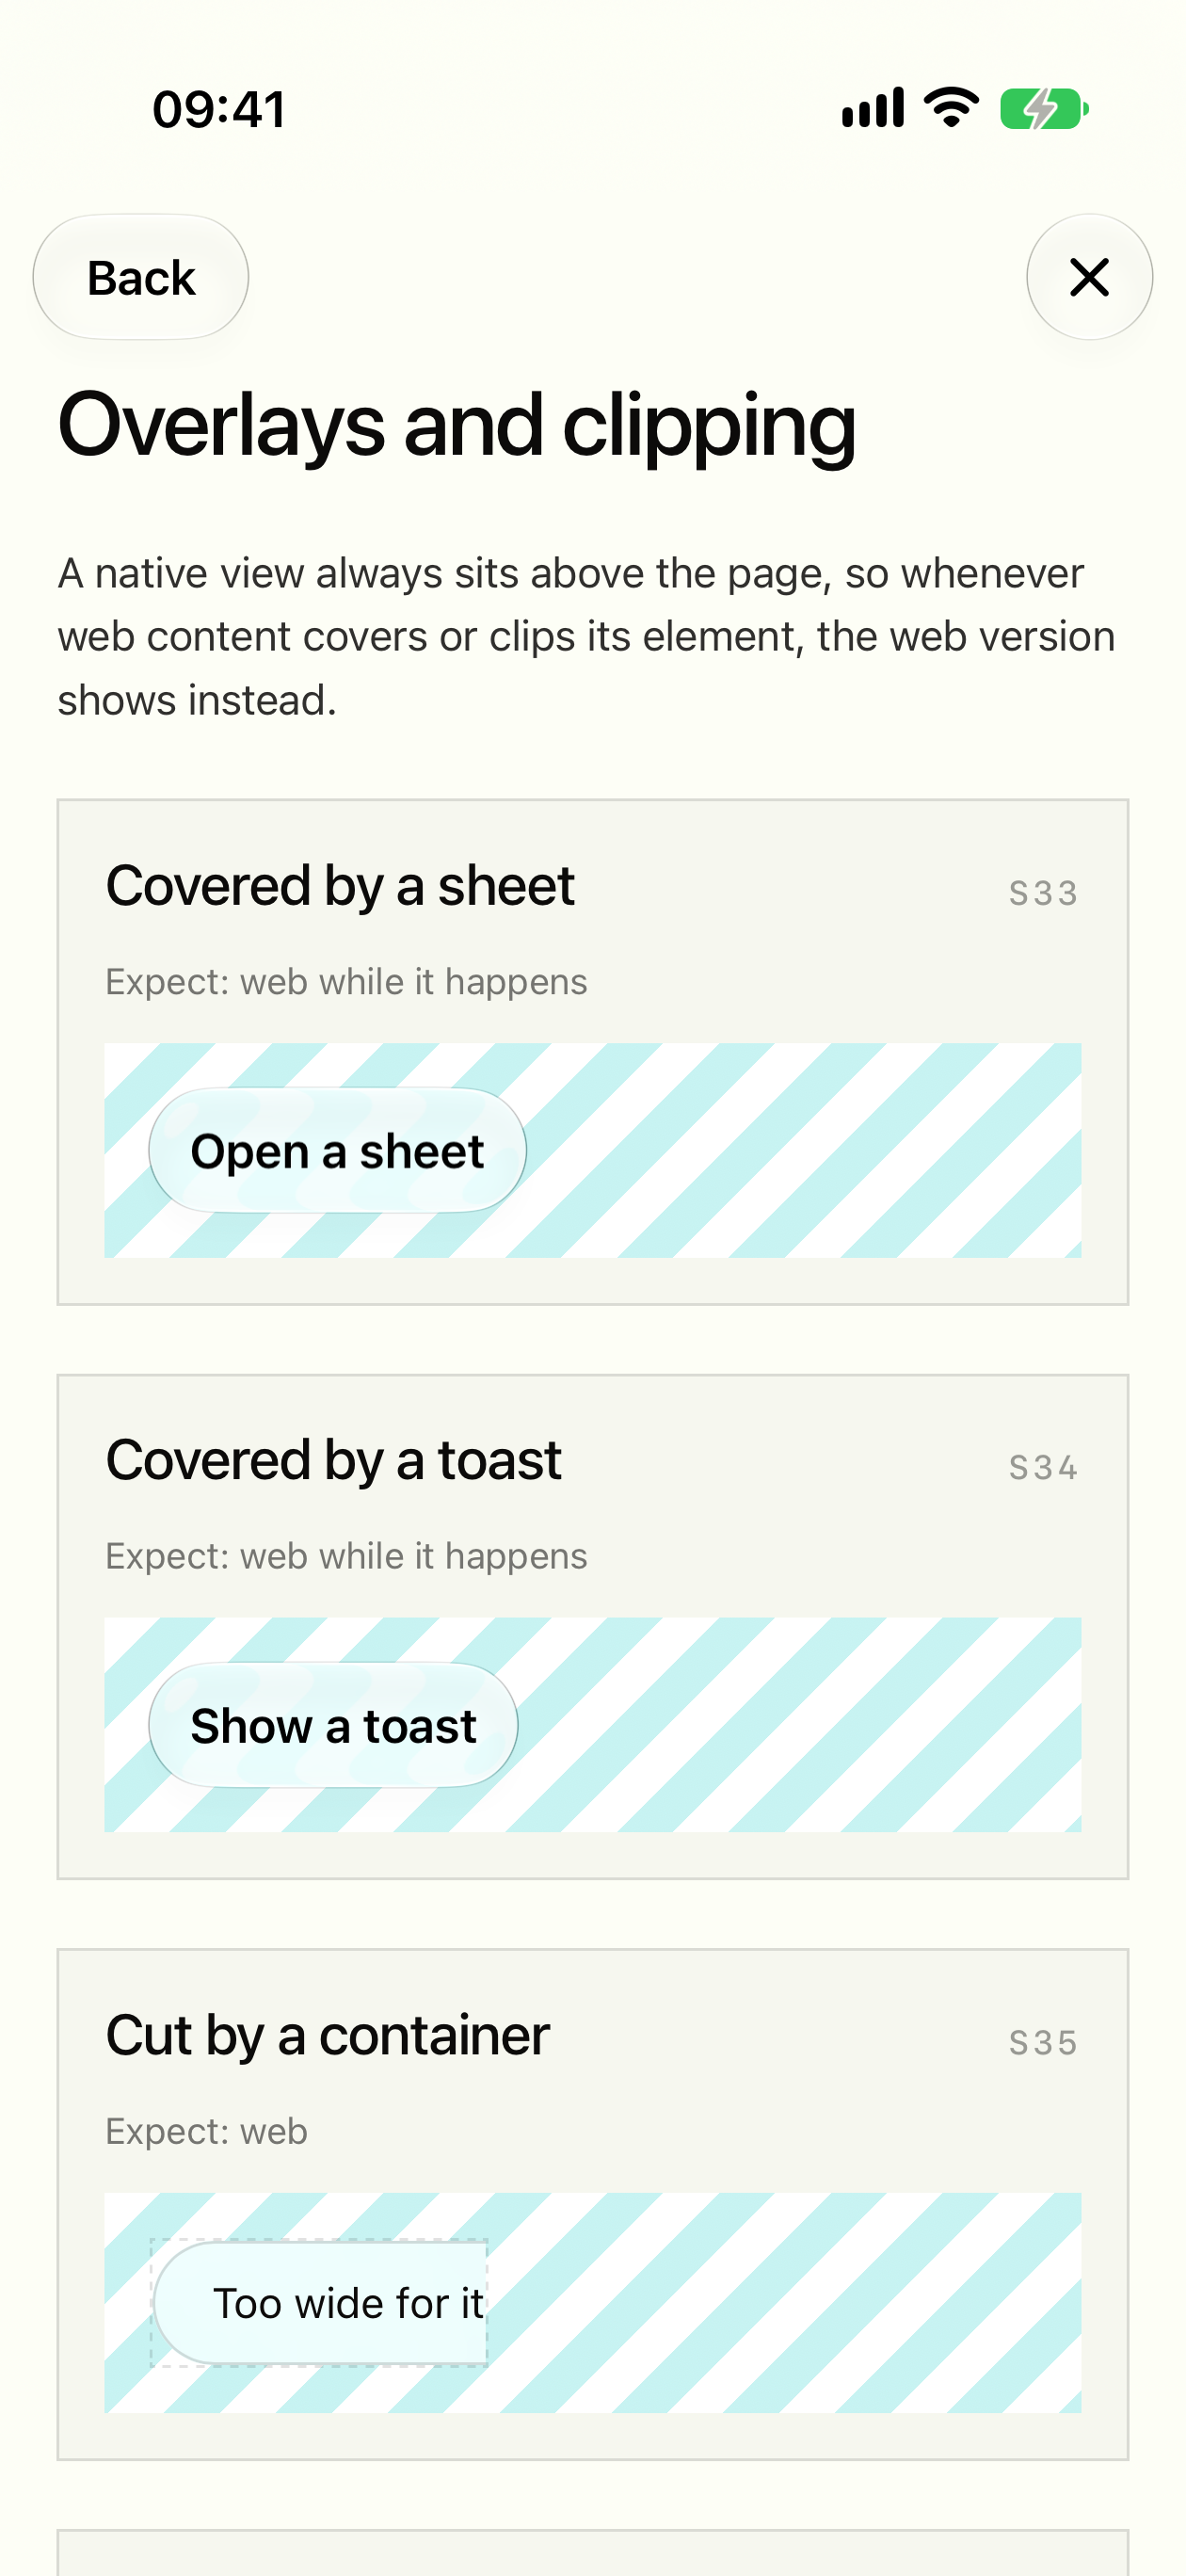 09:41
Back
Overlays and clipping
A native view always sits above the page, so whenever
web content covers or clips its element, the web version
shows instead.
Covered by a sheet
S33
Expect: web while it happens
Open a sheet
Covered by a toast
S34
Expect: web while it happens
Show a toast
Cut by a container
S35
Expect: web
Too wide for it